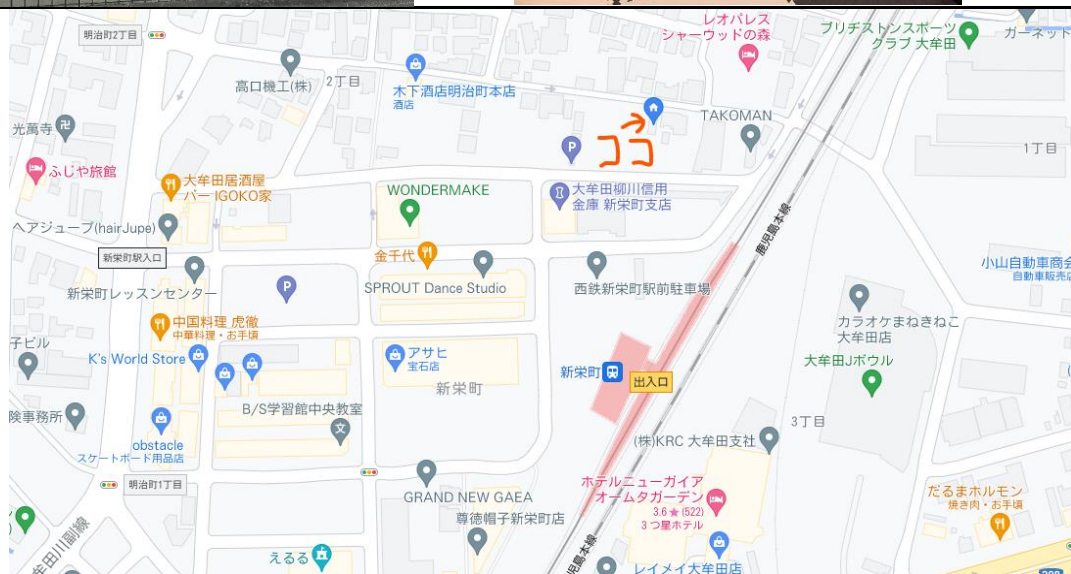 レオパレス
シャーウッドの森
ブリヂストンスポーツ
クラブ 大牟田
ガーネット
明治町2丁目
高口機工(株)
2丁目
木下酒店明治町本店
酒店
TAKOMAN
光萬寺
卍
P
ココ
1丁目
ふじや旅館
大牟田居酒屋
バー IGOKO家
WONDERMAKE
大牟田柳川信用
金庫 新栄町支店
ヘアジュープ(hairJupe)
鹿児島本線
新栄町駅入口
金千代
小山自動車商会
自動車販売店
新栄町レッスンセンター
P
SPROUT Dance Studio
西鉄新栄町駅前駐車場
中国料理 虎徹
中華料理・お手頃
カラオケまねきねこ
大牟田店
子ビル
K's World Store
アサヒ
宝石店
新栄町
新栄町
出入口
大牟田Jボウル
険事務所
B/S学習館中央教室
文
3丁目
obstacle
スケートボード用品店
(株)KRC 大牟田支社
明治町1丁目
GRAND NEW GAEA
ホテルニューガイア
オームタガーデン
3.6★(522)
3 つ星ホテル
だるまホルモン
焼き肉・お手頃
尊徳帽子新栄町店
牟田川副線
えるる
児島本線
レイメイ大牟田店
208